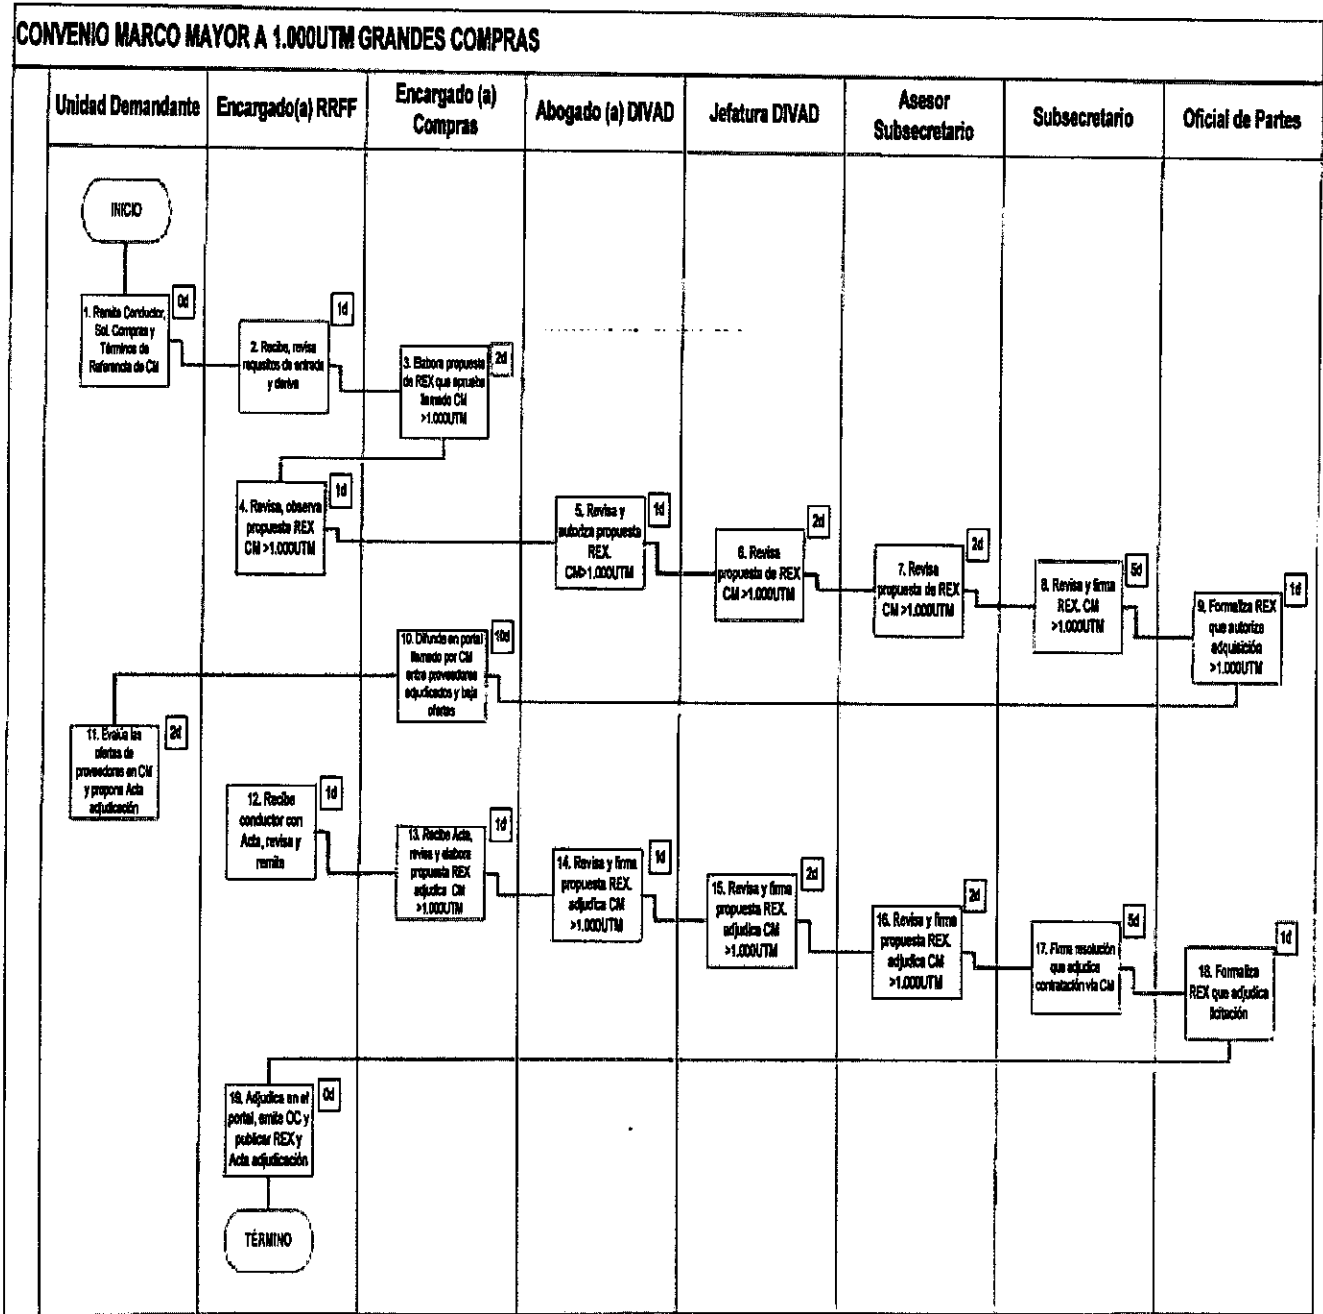 CONVENIO MARCO MAYOR A 1.000UTM GRANDES COMPRAS
Unidad Demandante
Encargado(a) RRFF
Encargado (a)
Compras
Abogado (a) DIVAD
Jefatura DIVAD
Asesor
Subsecretario
Subsecretario
Oficial de Partes
INICIO
1. Remite Conductor,
Sol. Compras y
Términos de
Referencia de CM
0d
2. Recibe, revisa
requisitos de entrada
y deriva
1d
3. Elabora propuesta
de REX que aprueba
llamado CM
>1.000UTM
2d
4. Revisa, observa
propuesta REX
CM >1.000UTM
1d
5. Revisa y
autoriza propuesta
REX.
CM>1.000UTM
1d
6. Revisa
propuesta de REX
CM >1.000UTM
2d
7. Revisa
propuesta de REX
CM >1.000UTM
2d
8. Revisa y firma
REX. CM
>1.000UTM
5d
9. Formaliza REX
que autoriza
adquisición
>1.000UTM
1d
10. Difunde en portal
llamado por CM
entre proveedores
adjudicados y baja
ofertas
10d
11. Evalúa las
ofertas de
proveedores en CM
y propone Acta
adjudicación
2d
12. Recibe
conductor con
Acta, revisa y
remite
1d
13. Recibe Acta,
revisa y elabora
propuesta REX
adjudica CM
>1.000UTM
1d
14. Revisa y firma
propuesta REX.
adjudica CM
>1.000UTM
1d
15. Revisa y firma
propuesta REX.
adjudica CM
>1.000UTM
2d
16. Revisa y firma
propuesta REX.
adjudica CM
>1.000UTM
2d
17. Firma resolución
que adjudica
contratación vía CM
5d
18. Formaliza
REX que adjudica
licitación
1d
19. Adjudica en el
portal, emite OC y
publicar REX y
Acta adjudicación
0d
TÉRMINO